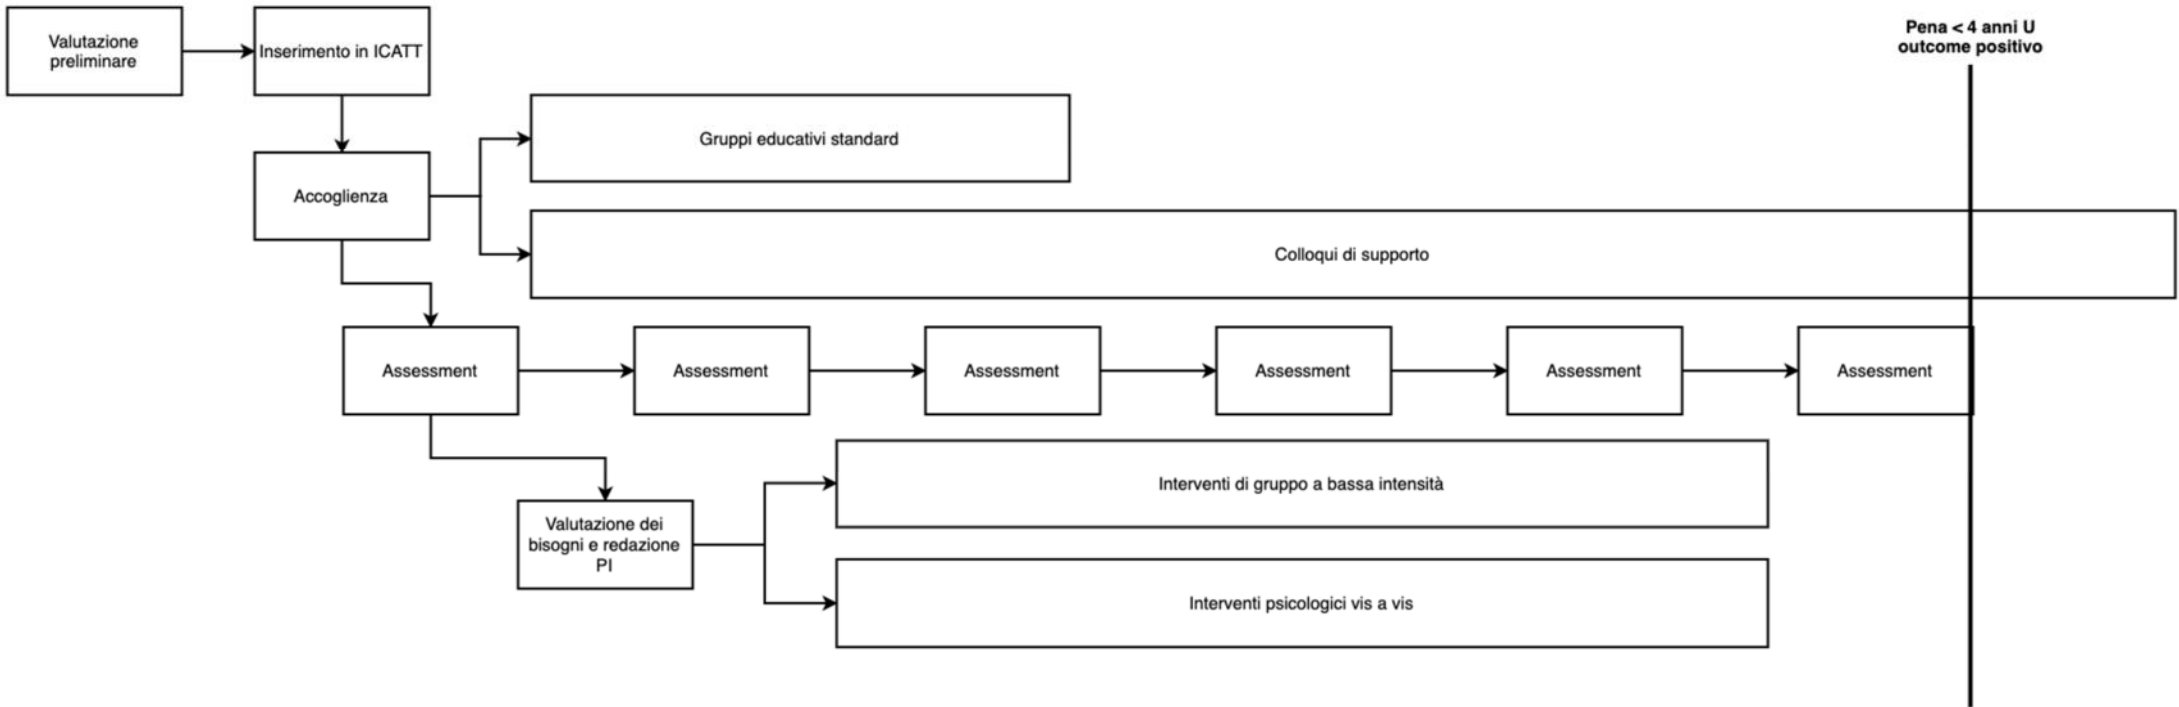 Valutazione
preliminare
Inserimento in ICATT
Pena < 4 anni U
outcome positivo
Gruppi educativi standard
Accoglienza
Colloqui di supporto
Assessment
Assessment
Assessment
Assessment
Assessment
Assessment
Interventi di gruppo a bassa intensità
Valutazione dei
bisogni e redazione
PI
Interventi psicologici vis a vis